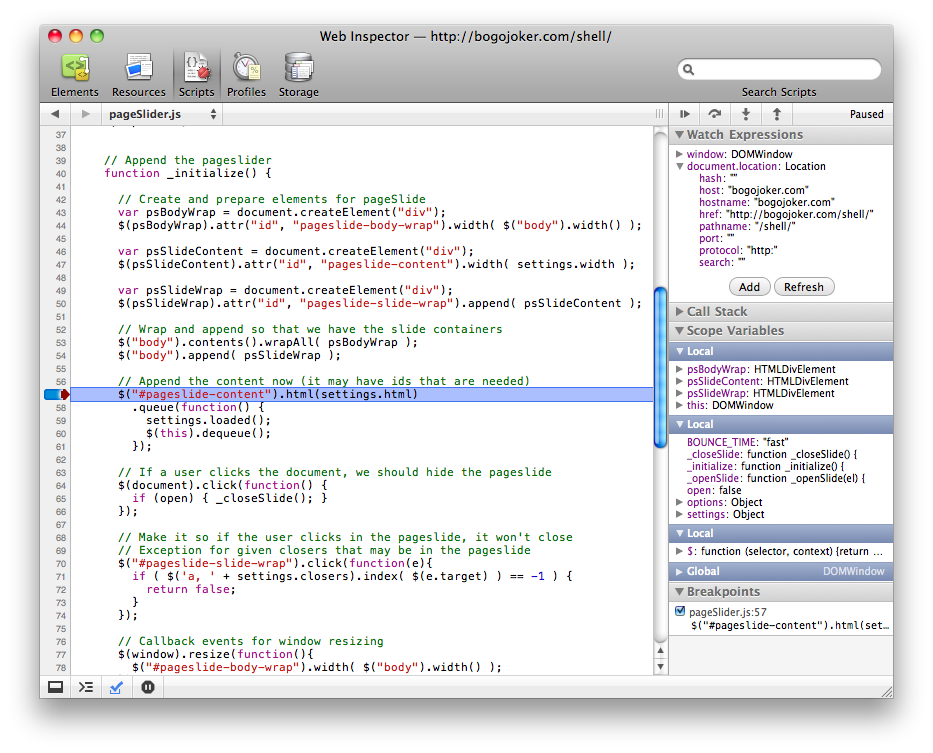 Web Inspector — http://bogojoker.com/shell/
Elements Resources Scripts Profiles Storage Search Scripts
pageSlider.js
37
38
39 // Append the pageslider
40 function _initialize() {
41
42 // Create and prepare elements for pageSlide
43 var psBodyWrap = document.createElement("div");
44 $(psBodyWrap).attr("id", "pageslide-body-wrap").width( $("body").width() );
45
46 var psSlideContent = document.createElement("div");
47 $(psSlideContent).attr("id", "pageslide-content").width( settings.width );
48
49 var psSlideWrap = document.createElement("div");
50 $(psSlideWrap).attr("id", "pageslide-slide-wrap").append( psSlideContent );
51
52 // Wrap and append so that we have the slide containers
53 $("body").contents().wrapAll( psBodyWrap );
54 $("body").append( psSlideWrap );
55
56 // Append the content now (it may have ids that are needed)
$("#pageslide-content").html(settings.html)
58 .queue(function() {
59 settings.loaded();
60 $(this).dequeue();
61 });
62
63 // If a user clicks the document, we should hide the pageslide
64 $(document).click(function() {
65 if (open) { _closeSlide(); }
66 });
67
68 // Make it so if the user clicks in the pageslide, it won't close
69 // Exception for given closers that may be in the pageslide
70 $("#pageslide-slide-wrap").click(function(e){
71 if ( $('a, ' + settings.closers).index( $(e.target) ) == -1 ) {
72 return false;
73 }
74 });
75
76 // Callback events for window resizing
77 $(window).resize(function(){
78 $("#pageslide-body-wrap").width( $("body").width() );
Paused
Watch Expressions
window: DOMWindow
document.location: Location
hash: ""
host: "bogojoker.com"
hostname: "bogojoker.com"
href: "http://bogojoker.com/shell/"
pathname: "/shell/"
port: ""
protocol: "http:"
search: ""
Add Refresh
Call Stack
Scope Variables
Local
psBodyWrap: HTMLDivElement
psSlideContent: HTMLDivElement
psSlideWrap: HTMLDivElement
this: DOMWindow
Local
BOUNCE_TIME: "fast"
_closeSlide: function _closeSlide() {
_initialize: function _initialize() {
_openSlide: function _openSlide(el) {
open: false
options: Object
settings: Object
Local
$: function (selector, context) {return ...
Global DOMWindow
Breakpoints
pageSlider.js:57
$("#pageslide-content").html(set...